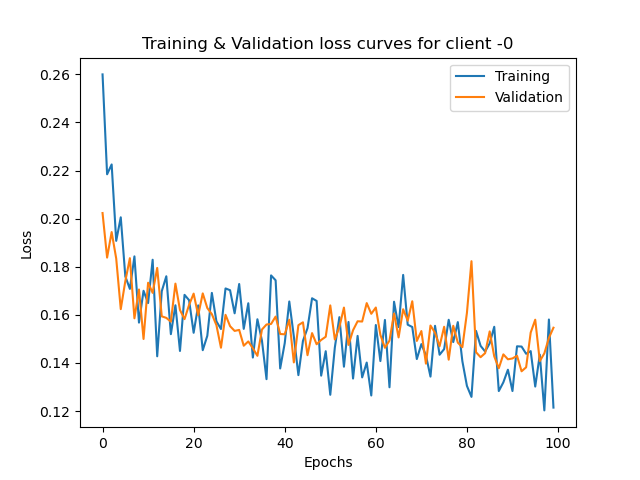 Training & Validation loss curves for client -0
Training
Validation
Loss
0.26
0.24
0.22
0.20
0.18
0.16
0.14
0.12
0
20
40
60
80
100
Epochs